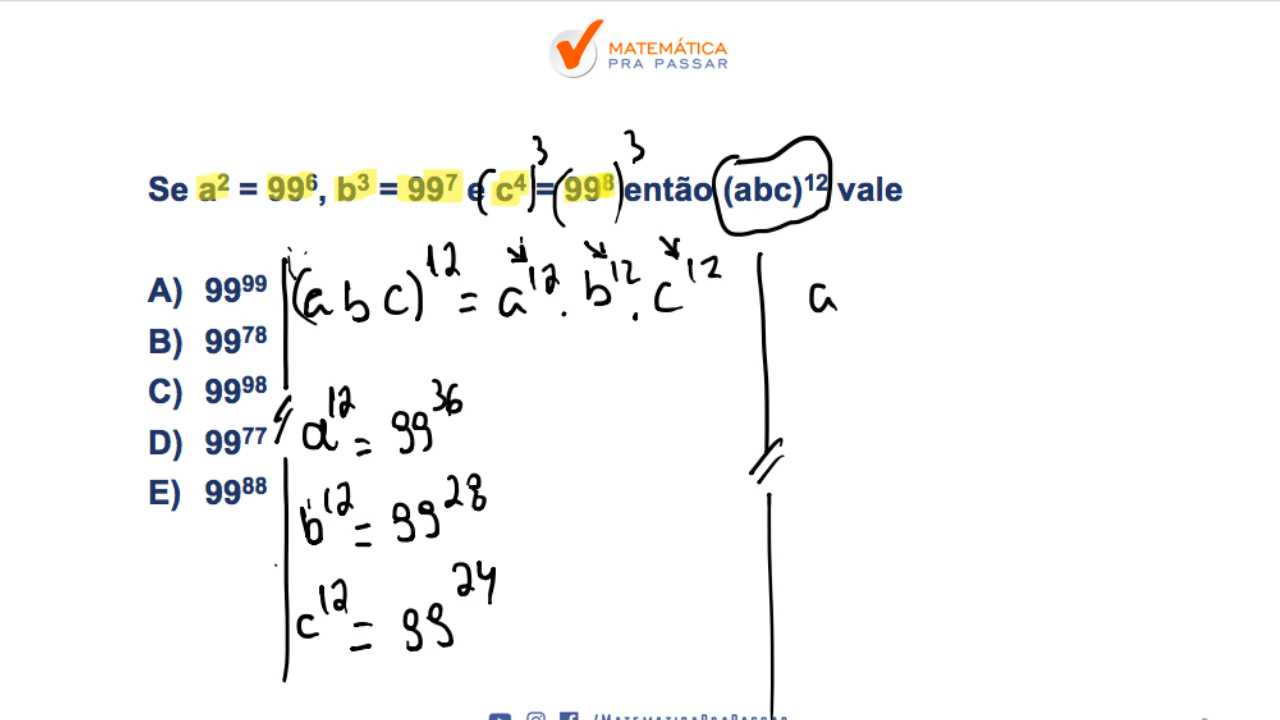 MATEMÁTICA
PRA PASSAR
Se a² = 99⁶, b³ = 99⁷ e (c⁴)³ = (99⁸)³ então (abc)¹² vale
A) 99⁹⁹
B) 99⁷⁸
C) 99⁹⁸
D) 99⁷⁷
E) 99⁸⁸
(abc)¹² = a¹² . b¹² . c¹²
a¹² = 99³⁶
b¹² = 99²⁸
c¹² = 99²⁴
a
/MATEMATICAPRAPASSAR